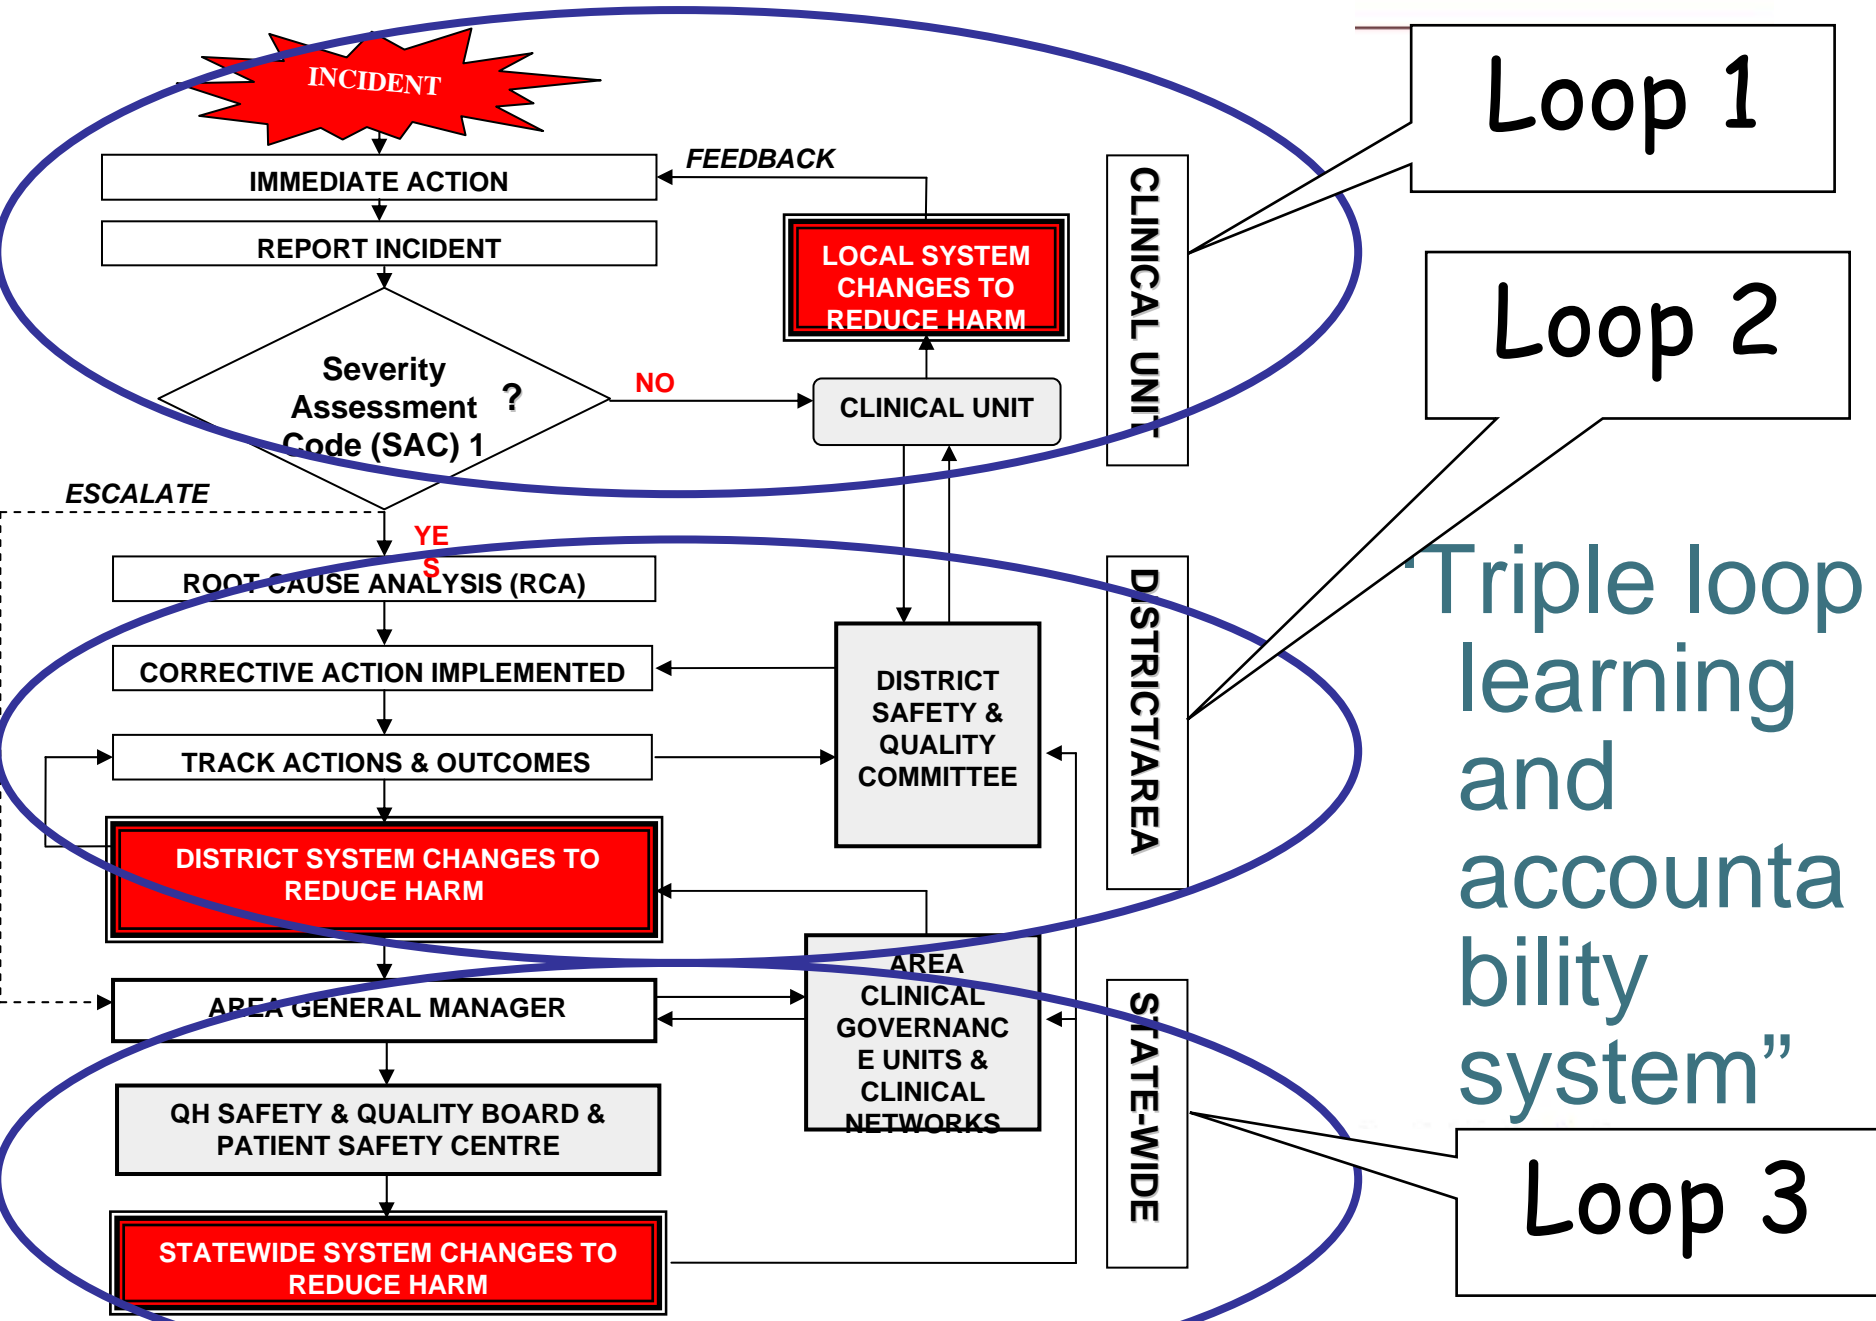 INCIDENT
Loop 1
FEEDBACK
IMMEDIATE ACTION
REPORT INCIDENT
LOCAL SYSTEM
CHANGES TO
REDUCE HARM
CLINICAL UNIT
Loop 2
Severity
Assessment ?
Code (SAC) 1
NO
CLINICAL UNIT
ESCALATE
YE
S
ROOT CAUSE ANALYSIS (RCA)
CORRECTIVE ACTION IMPLEMENTED
TRACK ACTIONS & OUTCOMES
DISTRICT
SAFETY &
QUALITY
COMMITTEE
DISTRICT/AREA
"Triple loop
learning
and
accounta
bility
system”
DISTRICT SYSTEM CHANGES TO
REDUCE HARM
AREA GENERAL MANAGER
AREA
CLINICAL
GOVERNANC
E UNITS &
CLINICAL
NETWORKS
STATE-WIDE
QH SAFETY & QUALITY BOARD &
PATIENT SAFETY CENTRE
Loop 3
STATEWIDE SYSTEM CHANGES TO
REDUCE HARM